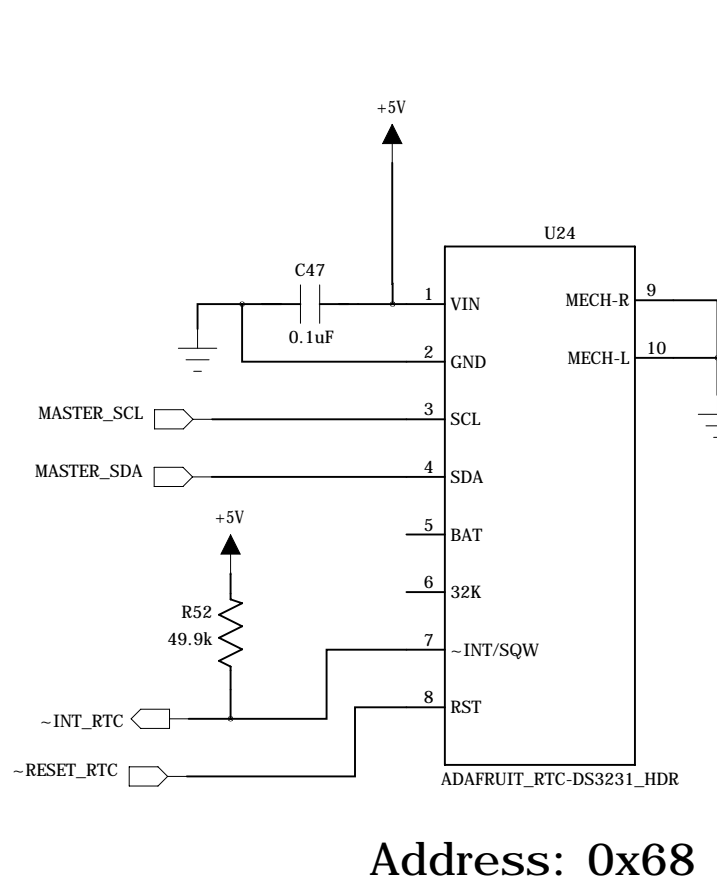 +5V
U24
C47
0.1uF
1 VIN
MECH-R 9
2 GND
MECH-L 10
MASTER_SCL
3 SCL
MASTER_SDA
4 SDA
+5V
5 BAT
6 32K
R52
49.9k
7 ~INT/SQW
~INT_RTC
8 RST
~RESET_RTC
ADAFRUIT_RTC-DS3231_HDR
Address: 0x68